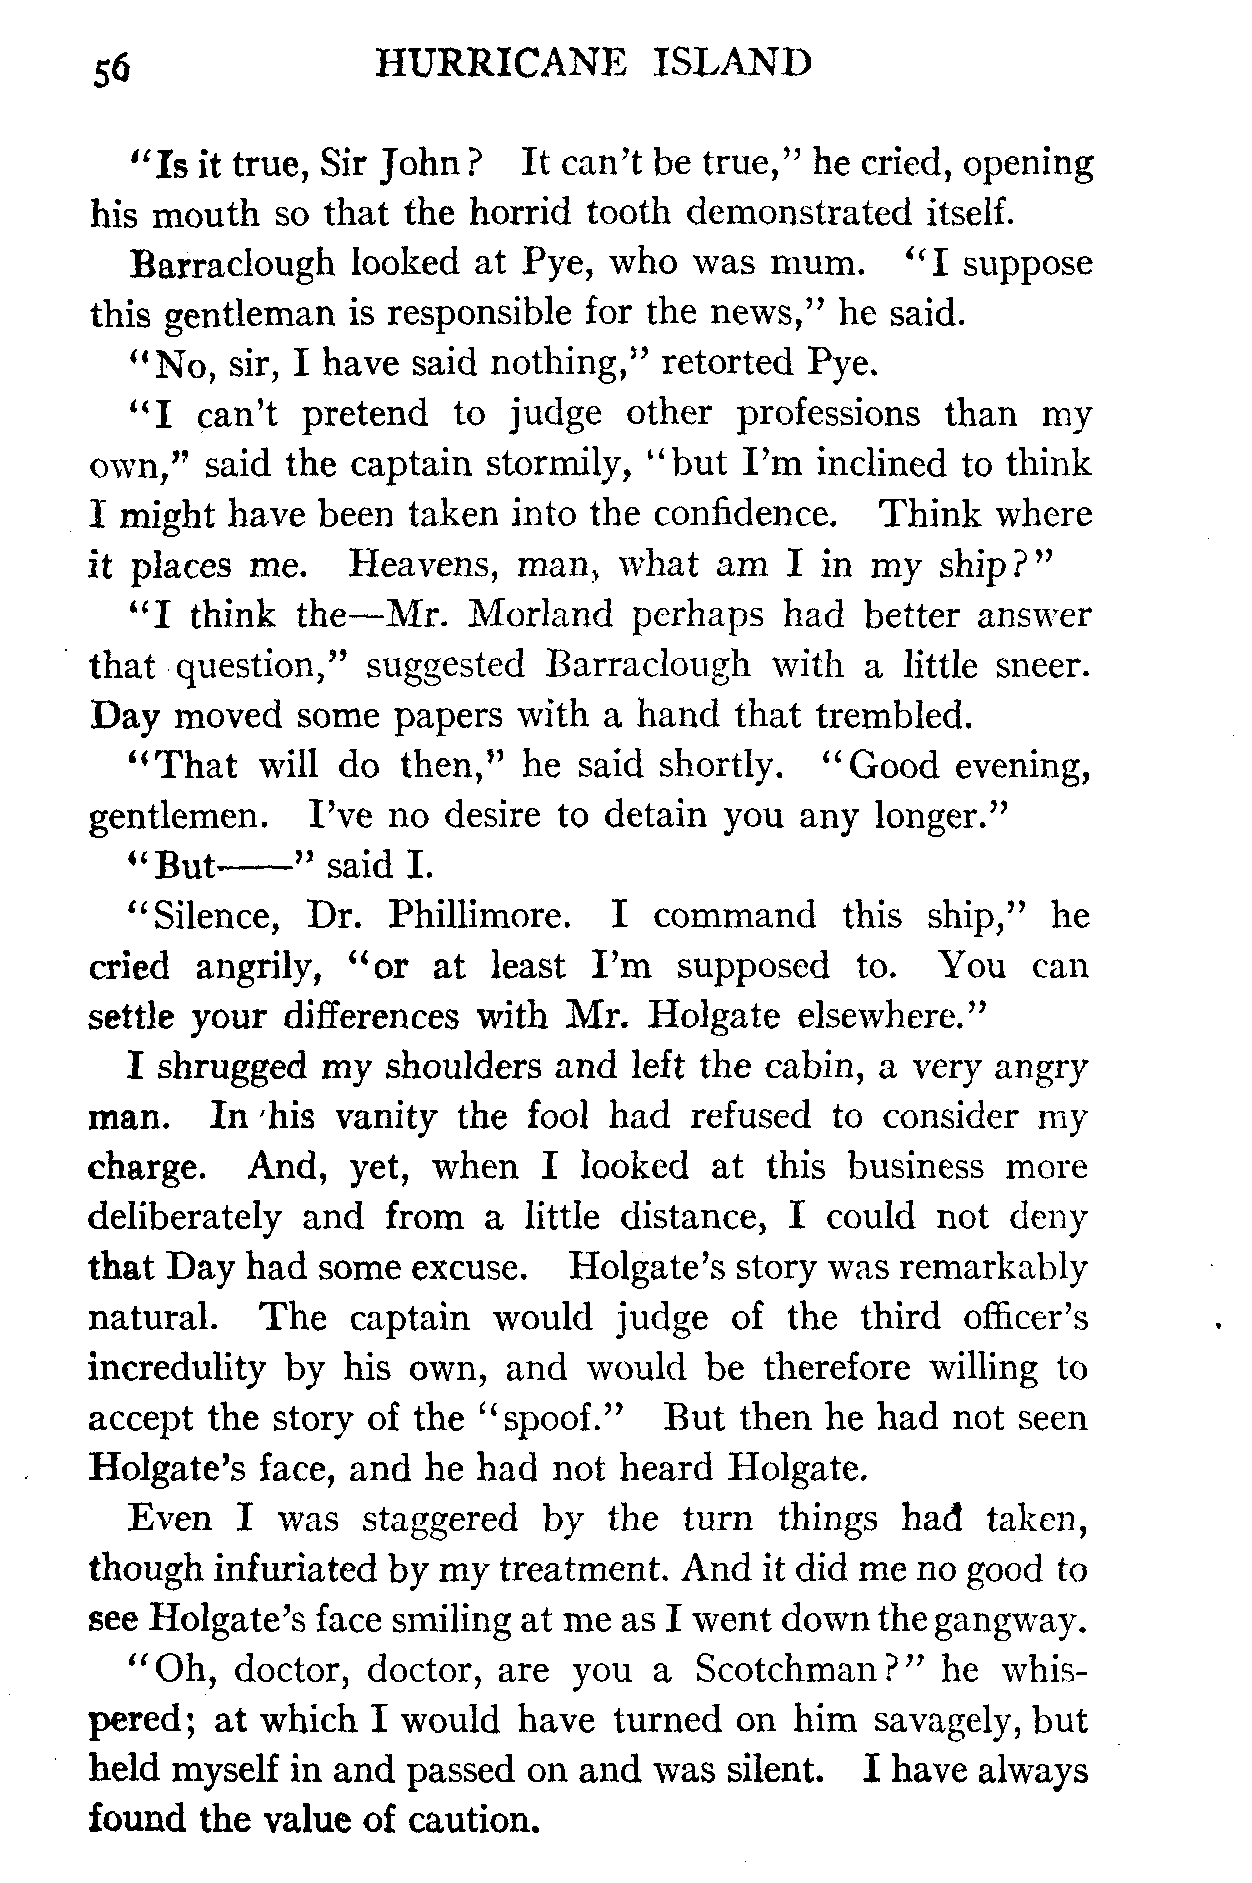 56 HURRICANE ISLAND
"Is it true, Sir John? It can't be true," he cried, opening
his mouth so that the horrid tooth demonstrated itself.
Barraclough looked at Pye, who was mum. "I suppose
this gentleman is responsible for the news," he said.
"No, sir, I have said nothing," retorted Pye.
"I can't pretend to judge other professions than my
own," said the captain stormily, "but I'm inclined to think
I might have been taken into the confidence. Think where
it places me. Heavens, man, what am I in my ship?"
"I think the—Mr. Morland perhaps had better answer
that question," suggested Barraclough with a little sneer.
Day moved some papers with a hand that trembled.
"That will do then," he said shortly. "Good evening,
gentlemen. I've no desire to detain you any longer."
"But——" said I.
"Silence, Dr. Phillimore. I command this ship," he
cried angrily, "or at least I'm supposed to. You can
settle your differences with Mr. Holgate elsewhere."
I shrugged my shoulders and left the cabin, a very angry
man. In his vanity the fool had refused to consider my
charge. And, yet, when I looked at this business more
deliberately and from a little distance, I could not deny
that Day had some excuse. Holgate's story was remarkably
natural. The captain would judge of the third officer's
incredulity by his own, and would be therefore willing to
accept the story of the "spoof." But then he had not seen
Holgate's face, and he had not heard Holgate.
Even I was staggered by the turn things had taken,
though infuriated by my treatment. And it did me no good to
see Holgate's face smiling at me as I went down the gangway.
"Oh, doctor, doctor, are you a Scotchman?" he whis-
pered; at which I would have turned on him savagely, but
held myself in and passed on and was silent. I have always
found the value of caution.